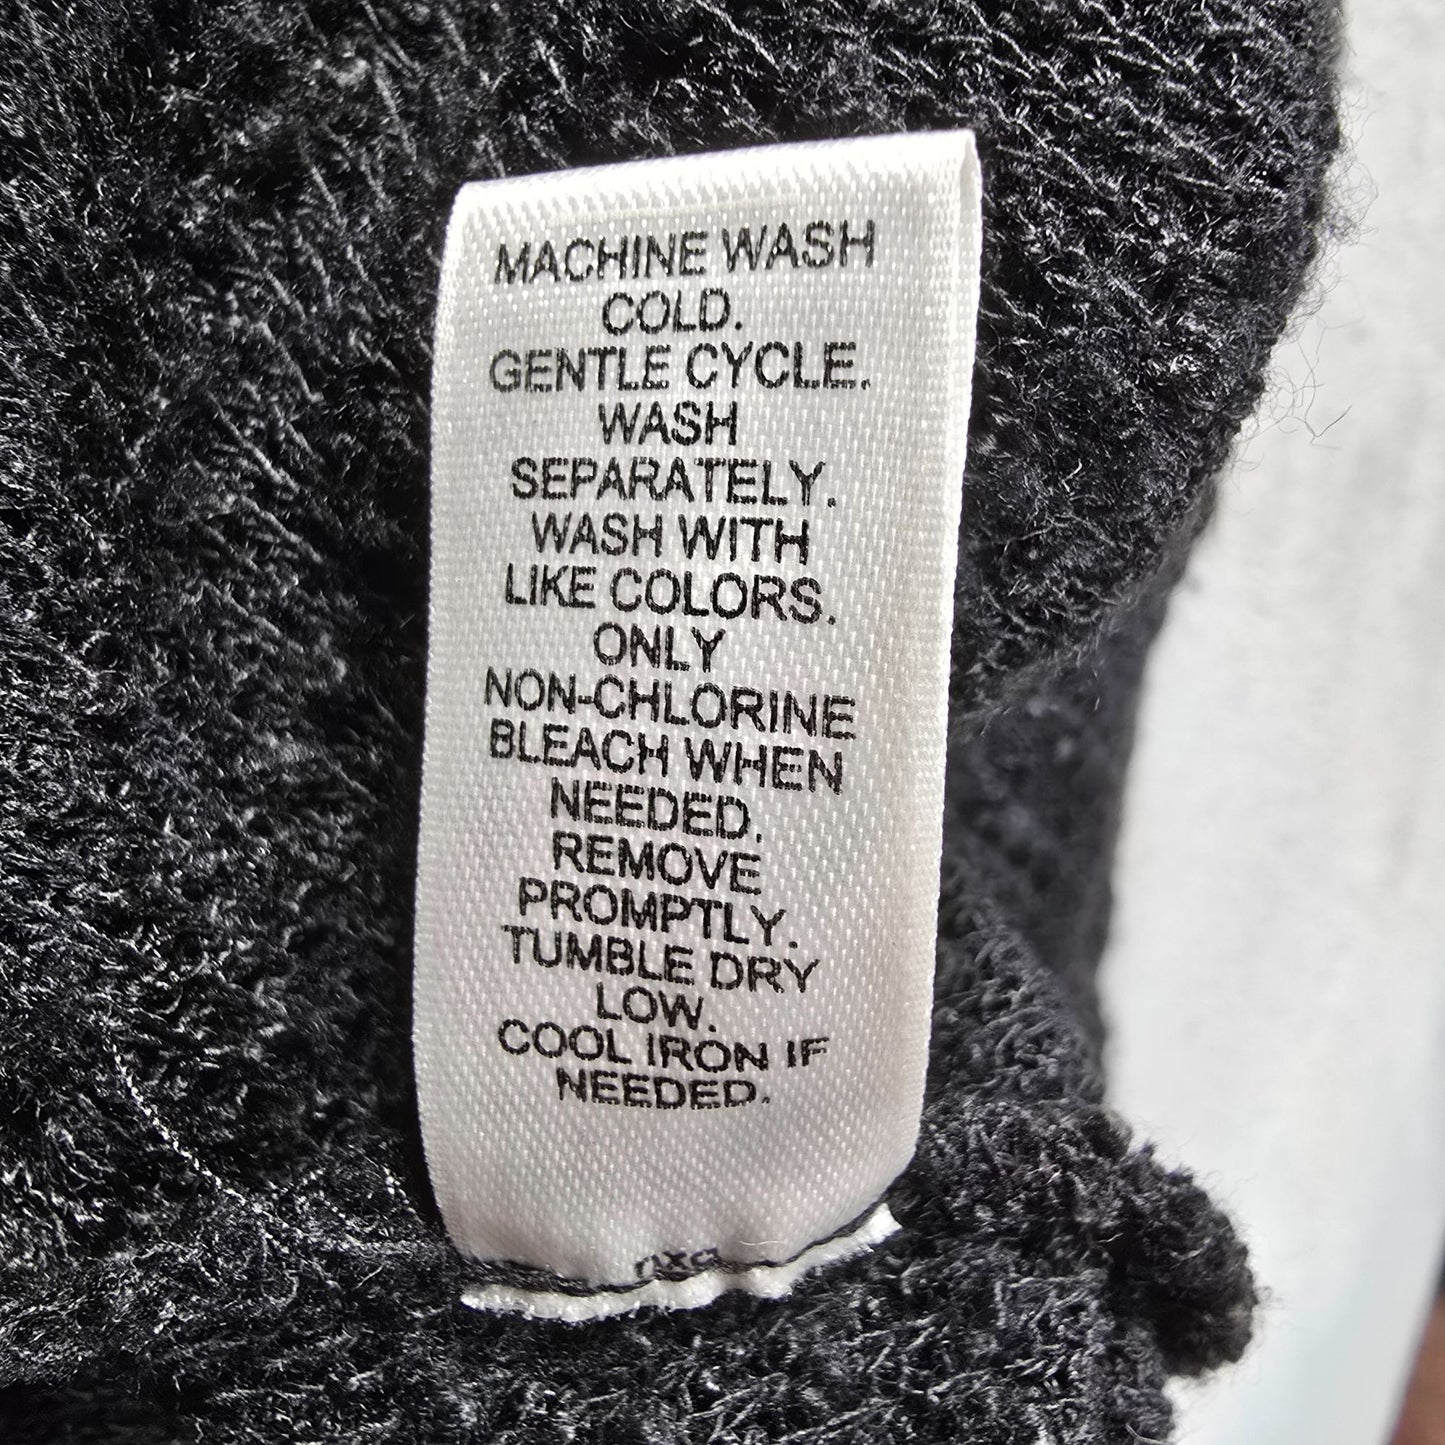 MACHINE WASH
COLD.
GENTLE CYCLE.
WASH
SEPARATELY.
WASH WITH
LIKE COLORS.
ONLY
NON-CHLORINE
BLEACH WHEN
NEEDED.
REMOVE
PROMPTLY.
TUMBLE DRY
LOW.
COOL IRON IF
NEEDED.